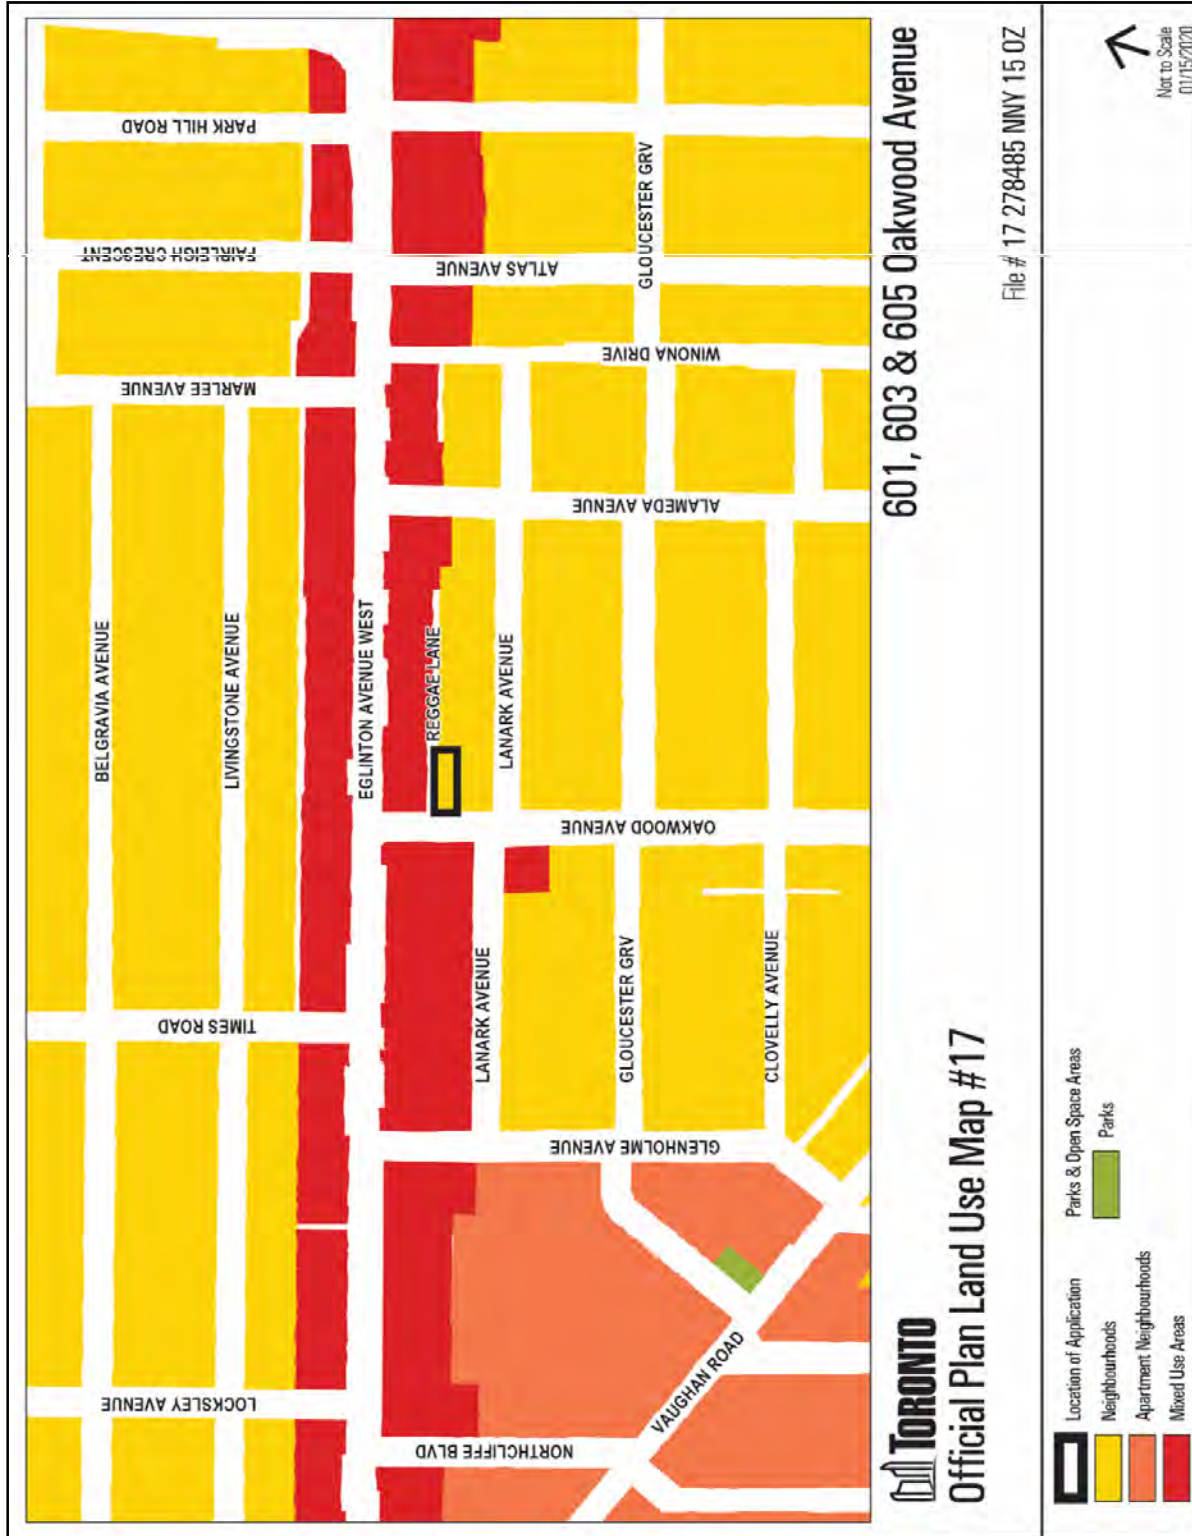 BELGRAVIA AVENUE
LIVINGSTONE AVENUE
EGLINTON AVENUE WEST
REGGAE LANE
LANARK AVENUE
LANARK AVENUE
GLOUCESTER GRV
GLOUCESTER GRV
CLOVELLY AVENUE
LOCKSLEY AVENUE
TIMES ROAD
MARLEE AVENUE
FAIRLEIGH CRESCENT
PARK HILL ROAD
NORTHCLIFFE BLVD
VAUGHAN ROAD
GLENHOLME AVENUE
OAKWOOD AVENUE
ALAMEDA AVENUE
WINONA DRIVE
ATLAS AVENUE
TORONTO
Official Plan Land Use Map #17
601, 603 & 605 Oakwood Avenue
File # 17 278485 NNY 15 OZ
Location of Application
Neighbourhoods
Apartment Neighbourhoods
Mixed Use Areas
Parks & Open Space Areas
Parks
Not to Scale
01/15/2020